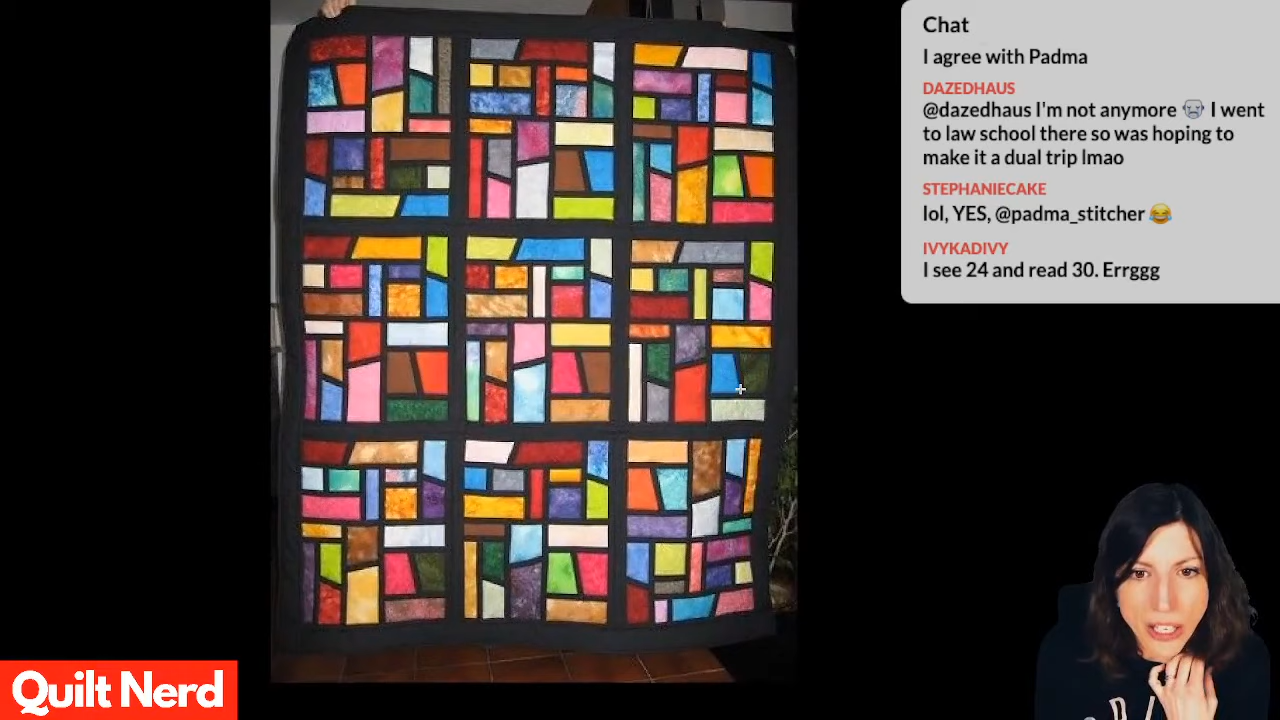 Chat
I agree with Padma
DAZEDHAUS
@dazedhaus I'm not anymore I went
to law school there so was hoping to
make it a dual trip lmao
STEPHANIECAKE
lol, YES, @padma_stitcher 😂
IVYKADIVY
I see 24 and read 30. Errggg
Quilt Nerd